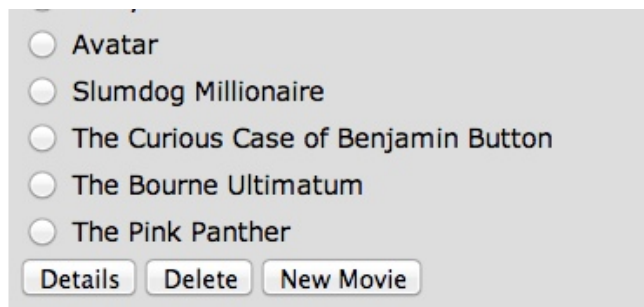 Avatar
Slumdog Millionaire
The Curious Case of Benjamin Button
The Bourne Ultimatum
The Pink Panther
Details Delete New Movie